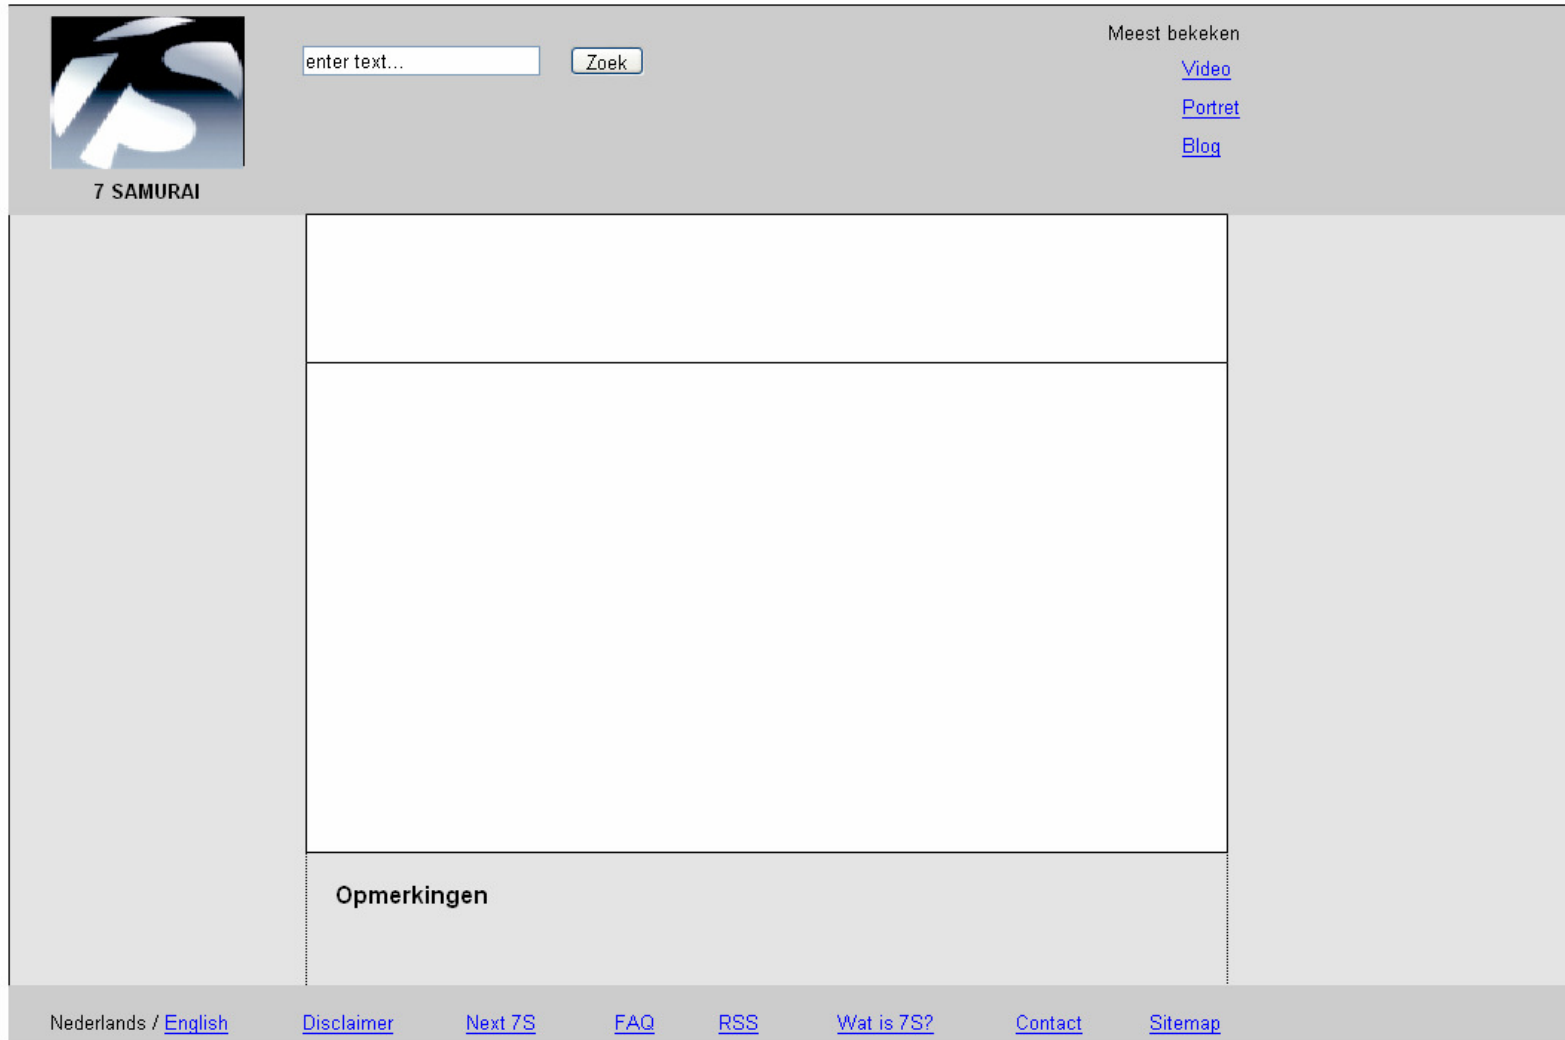 enter text...
Zoek
Meest bekeken
Video
Portret
Blog
7 SAMURAI
Opmerkingen
Nederlands / English Disclaimer Next 7S FAQ RSS Wat is 7S? Contact Sitemap